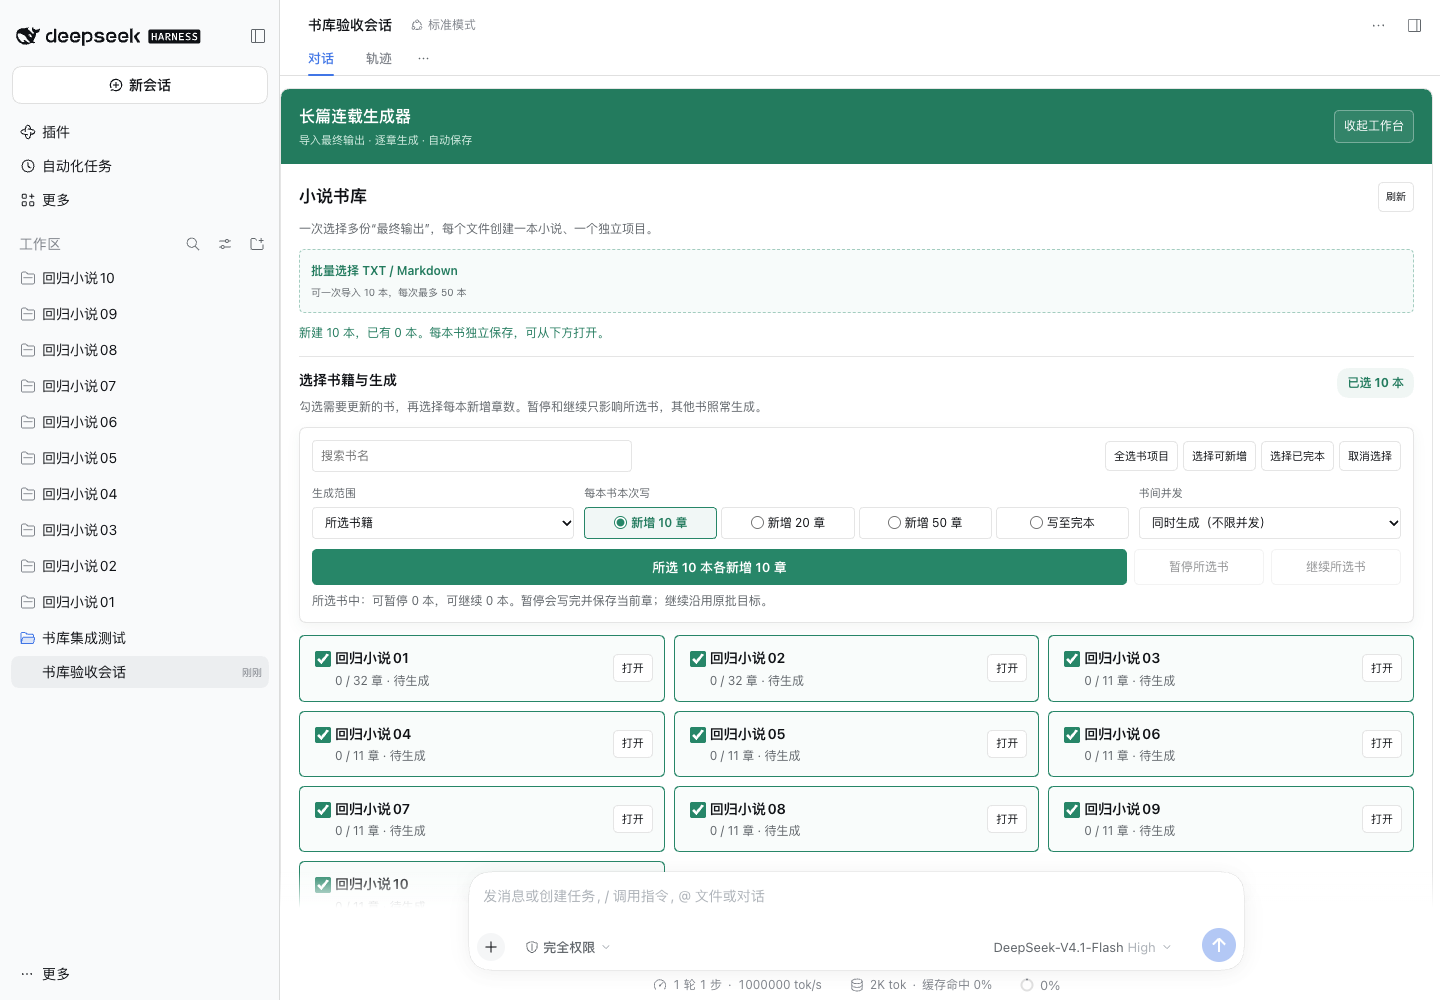 deepseek HARNESS
新会话
插件
自动化任务
更多
工作区
回归小说10
回归小说09
回归小说08
回归小说07
回归小说06
回归小说05
回归小说04
回归小说03
回归小说02
回归小说01
书库集成测试
书库验收会话 刚刚
更多
书库验收会话 标准模式
对话 轨迹
长篇连载生成器
导入最终输出 · 逐章生成 · 自动保存
收起工作台
小说书库
刷新
一次选择多份“最终输出”，每个文件创建一本小说、一个独立项目。
批量选择 TXT / Markdown
可一次导入 10 本，每次最多 50 本
新建 10 本，已有 0 本。每本书独立保存，可从下方打开。
选择书籍与生成
已选 10 本
勾选需要更新的书，再选择每本新增章数。暂停和继续只影响所选书，其他书照常生成。
搜索书名
全选书项目 选择可新增 选择已完本 取消选择
生成范围 每本书本次写 书间并发
所选书籍 新增 10 章 新增 20 章 新增 50 章 写至完本 同时生成（不限并发）
所选 10 本各新增 10 章 暂停所选书 继续所选书
所选书中：可暂停 0 本，可继续 0 本。暂停会写完并保存当前章；继续沿用原批目标。
回归小说01 打开
0 / 32 章 · 待生成
回归小说02 打开
0 / 32 章 · 待生成
回归小说03 打开
0 / 11 章 · 待生成
回归小说04 打开
0 / 11 章 · 待生成
回归小说05 打开
0 / 11 章 · 待生成
回归小说06 打开
0 / 11 章 · 待生成
回归小说07 打开
0 / 11 章 · 待生成
回归小说08 打开
0 / 11 章 · 待生成
回归小说09 打开
0 / 11 章 · 待生成
回归小说10
发消息或创建任务, / 调用指令, @ 文件或对话
完全权限
DeepSeek-V4.1-Flash High
1 轮 1 步 · 1000000 tok/s 2K tok · 缓存命中 0% 0%